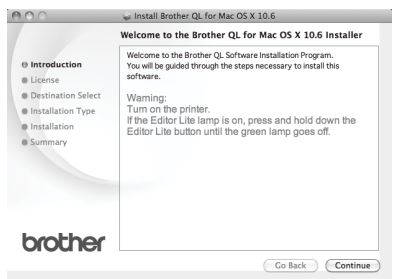 Install Brother QL for Mac OS X 10.6
Welcome to the Brother QL for Mac OS X 10.6 Installer
Introduction
License
Destination Select
Installation Type
Installation
Summary
Welcome to the Brother QL Software Installation Program.
You will be guided through the steps necessary to install this
software.
Warning:
Turn on the printer.
If the Editor Lite lamp is on, press and hold down the
Editor Lite button until the green lamp goes off.
brother
Go Back
Continue